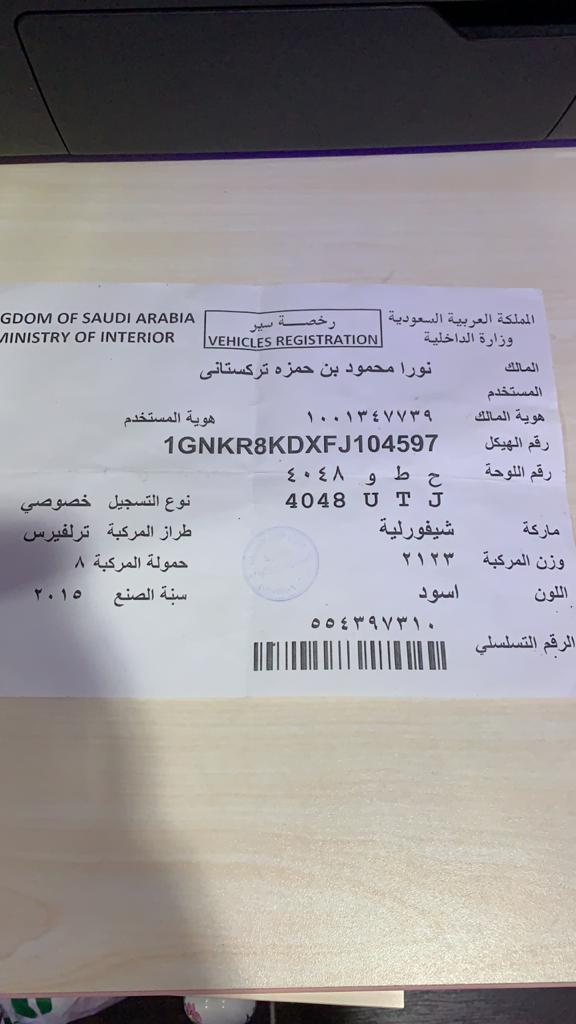 المملكة العربية السعودية
وزارة الداخلية
رخصة سير
VEHICLES REGISTRATION
GDOM OF SAUDI ARABIA
MINISTRY OF INTERIOR
المالك نورا محمود بن حمزه تركستانى
المستخدم
هوية المالك ١٠٠١٣٤٧٧٣٩ هوية المستخدم
رقم الهيكل 1GNKR8KDXFJ104597
رقم اللوحة ح ط و ٤٠٤٨
4048 U T J نوع التسجيل خصوصي
ماركة شيفورلية طراز المركبة ترلفيرس
وزن المركبة ٢١٢٣ حمولة المركبة ٨
اللون اسود سنة الصنع ٢٠١٥
الرقم التسلسلي ٥٥٤٣٩٧٣١٠